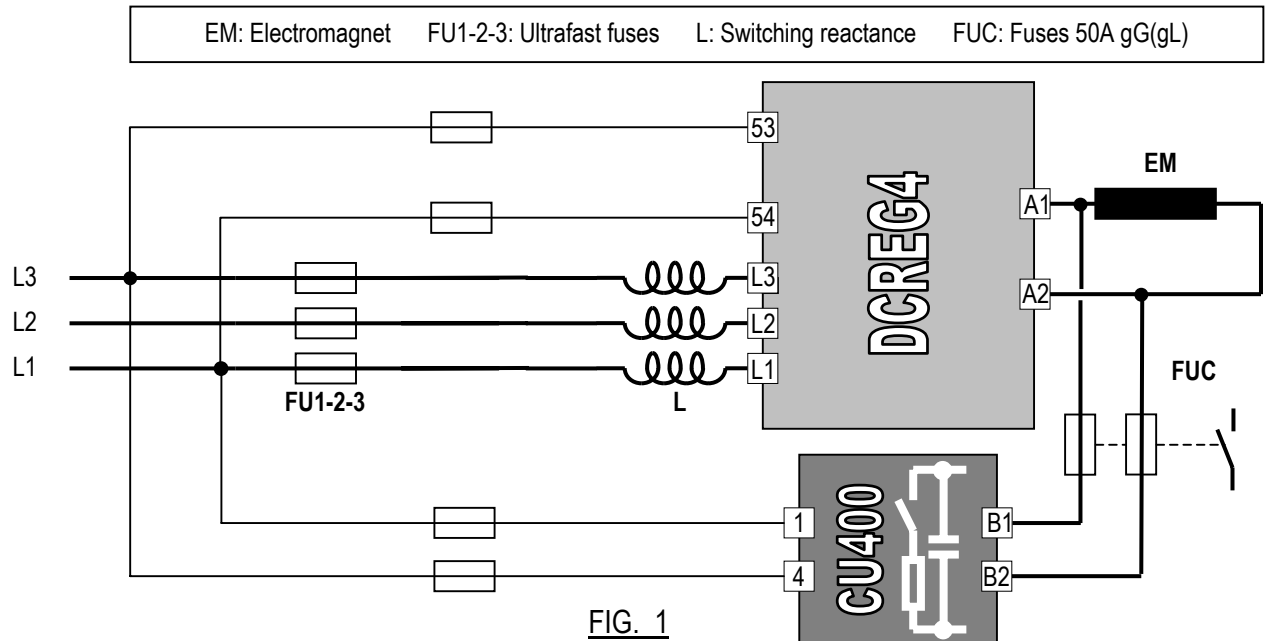 EM: Electromagnet FU1-2-3: Ultrafast fuses L: Switching reactance FUC: Fuses 50A gG(gL)
53
54
L3
L2
L1
FU1-2-3
L
L3
L2
L1
DCREG4
A1
A2
EM
FUC
1
4
CU400
B1
B2
FIG. 1